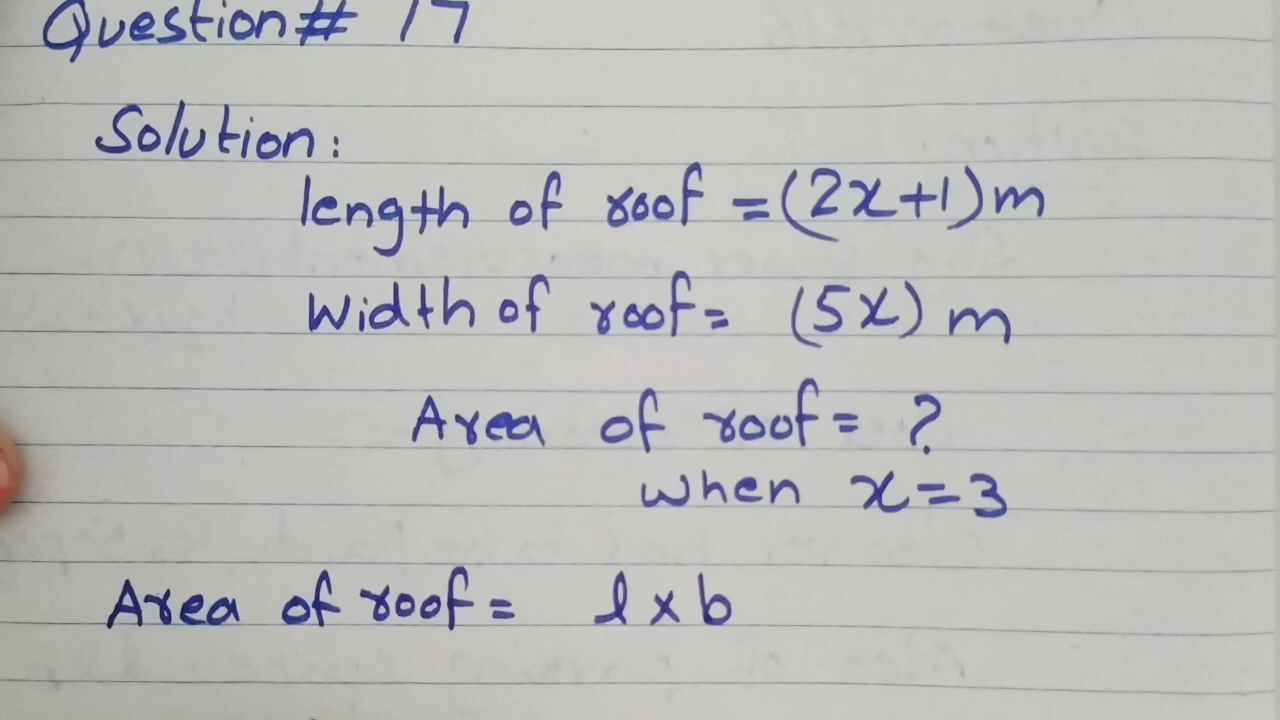 Question# 17
Solution:
length of roof = (2x+1)m
Width of roof = (5x) m
Area of roof = ?
when x=3
Area of roof = l x b